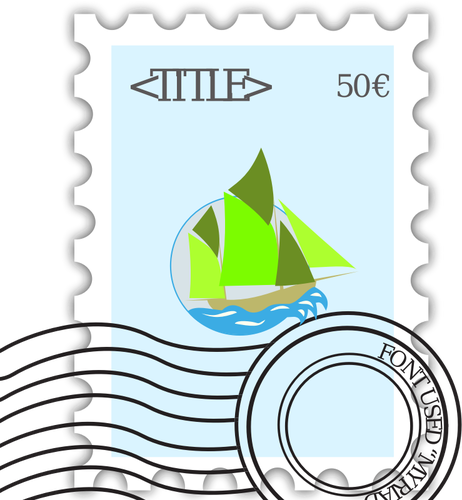 <TITLE>
50€
FONT USED "MYRIAD